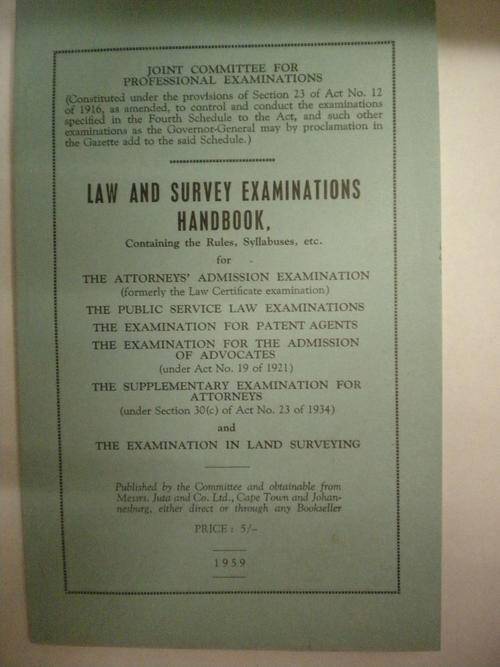 JOINT COMMITTEE FOR
PROFESSIONAL EXAMINATIONS
(Constituted under the provisions of Section 23 of Act No. 12
of 1916, as amended, to control and conduct the examinations
specified in the Fourth Schedule to the Act, and such other
examinations as the Governor-General may by proclamation in
the Gazette add to the said Schedule.)
LAW AND SURVEY EXAMINATIONS
HANDBOOK,
Containing the Rules, Syllabuses, etc.
for
THE ATTORNEYS' ADMISSION EXAMINATION
(formerly the Law Certificate examination)
THE PUBLIC SERVICE LAW EXAMINATIONS
THE EXAMINATION FOR PATENT AGENTS
THE EXAMINATION FOR THE ADMISSION
OF ADVOCATES
(under Act No. 19 of 1921)
THE SUPPLEMENTARY EXAMINATION FOR
ATTORNEYS
(under Section 30(c) of Act No. 23 of 1934)
and
THE EXAMINATION IN LAND SURVEYING
Published by the Committee and obtainable from
Messrs. Juta and Co. Ltd., Cape Town and Johan-
nesburg, either direct or through any Bookseller
PRICE : 5/-
1959